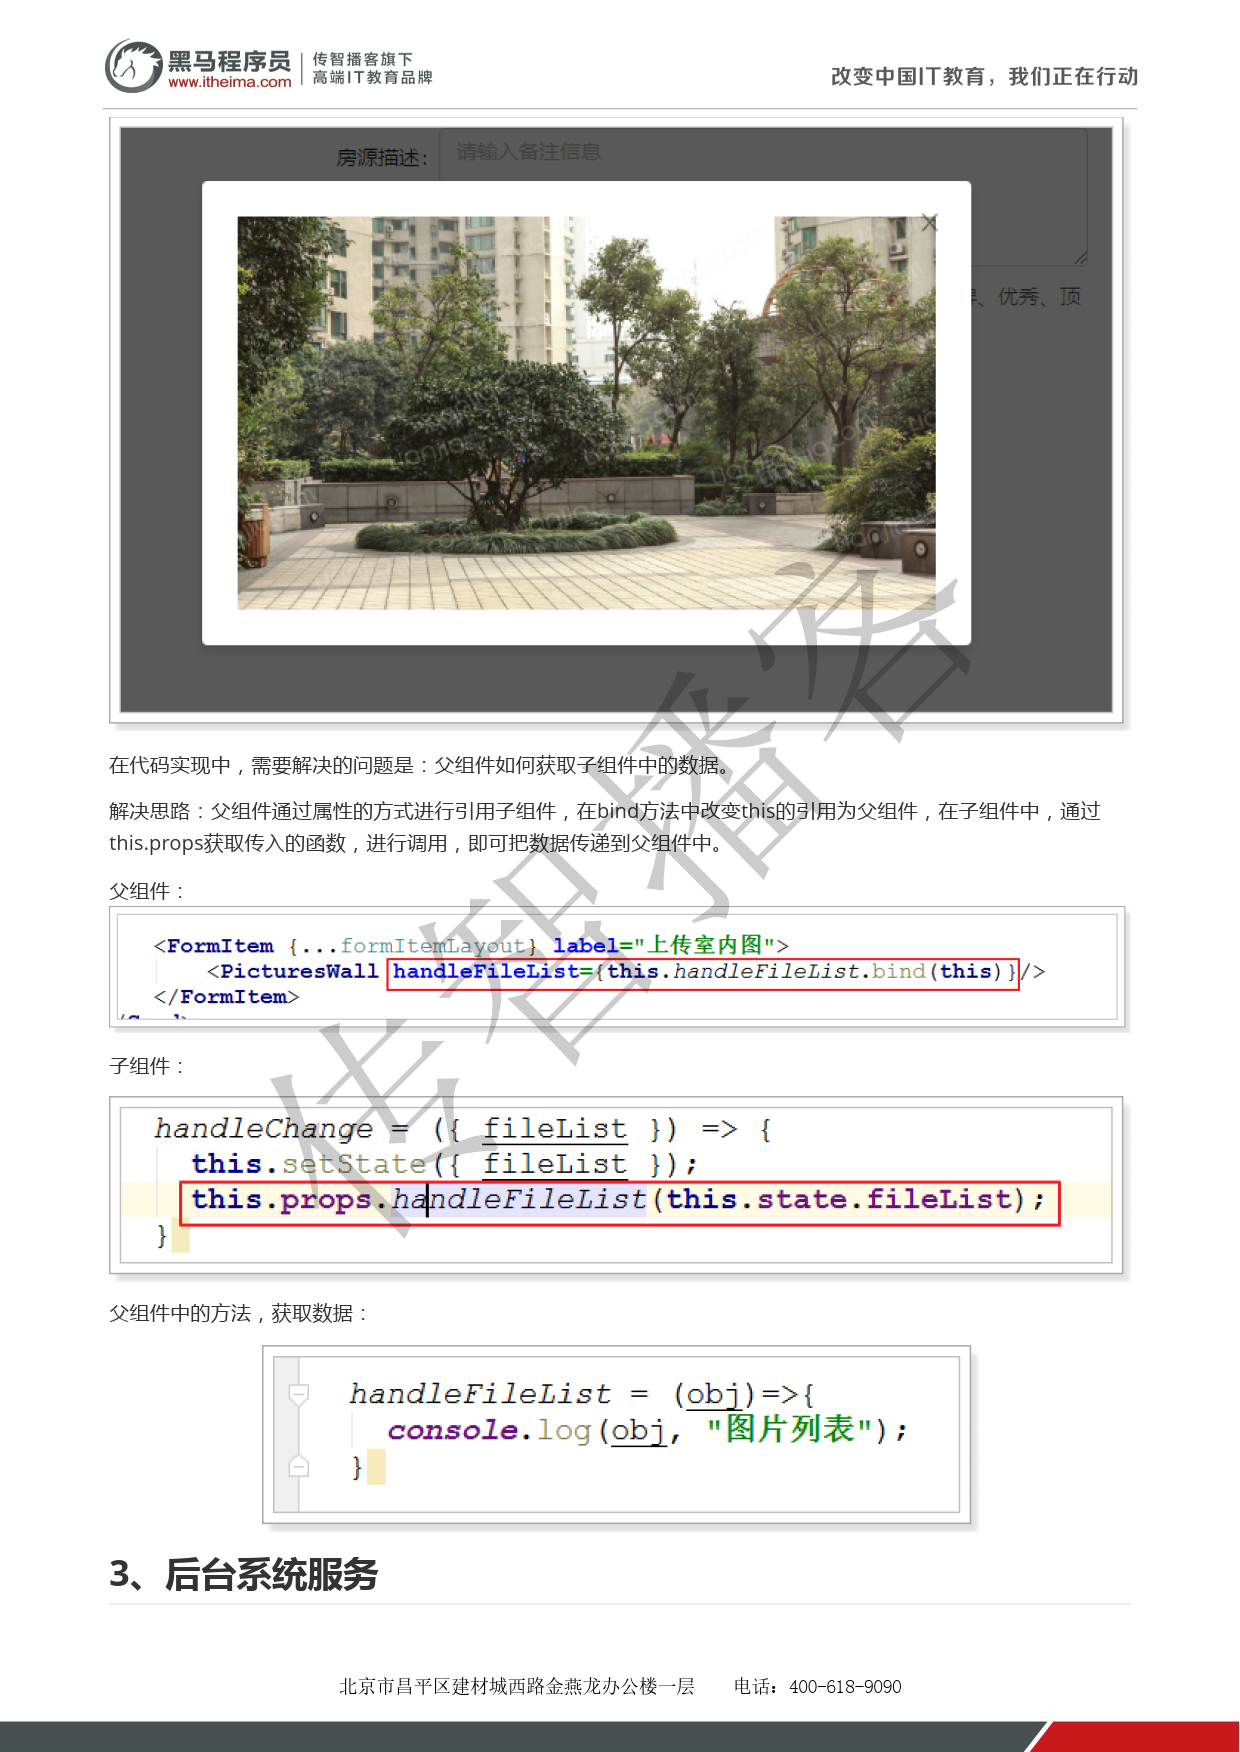 黑马程序员
www.itheima.com
传智播客旗下
高端IT教育品牌
改变中国IT教育，我们正在行动
房源描述:
请输入备注信息
、优秀、顶
在代码实现中，需要解决的问题是：父组件如何获取子组件中的数据。
解决思路：父组件通过属性的方式进行引用子组件，在bind方法中改变this的引用为父组件，在子组件中，通过
this.props获取传入的函数，进行调用，即可把数据传递到父组件中。
父组件：
<FormItem {...formItemLayout} label="上传室内图">
<PicturesWall handleFileList={this.handleFileList.bind(this)}/>
</FormItem>
子组件：
handleChange = ({ fileList }) => {
this.setState({ fileList });
this.props.handleFileList(this.state.fileList);
}
父组件中的方法，获取数据：
handleFileList = (obj)=>{
console.log(obj, "图片列表");
}
3、后台系统服务
北京市昌平区建材城西路金燕龙办公楼一层 电话：400-618-9090
传智播客